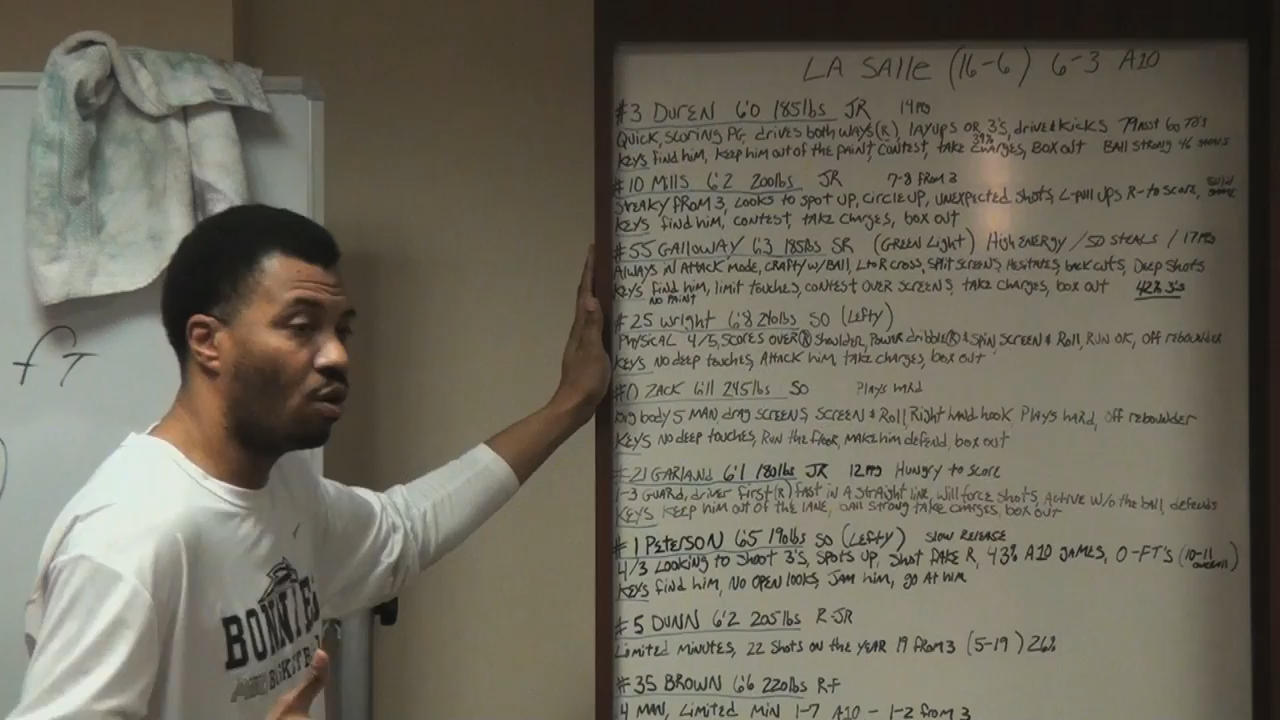 LA SAlle (16-6) 6-3 A10
#3 DUREN 6'0 185lbs JR 14PPG
QUICK, SCORING PG, DRIVES BOTH WAYS(R), LAYUPS OR 3'S, DRIVE & KICKS 79 ASST 60 TO'S
39%
KEYS FIND HIM, KEEP HIM OUT OF THE PAINT, CONTEST, TAKE CHARGES, BOX OUT BALL STRONG 46 STEALS
#10 MILLS 6'2 200lbs JR 7-8 FROM 3
STREAKY FROM 3, LOOKS TO SPOT UP, CIRCLE UP, UNEXPECTED SHOTS, L-PULL UPS R-TO SCORE, SOLID
KEYS FIND HIM, CONTEST, TAKE CHARGES, BOX OUT
#55 GALLOWAY 6'3 185lbs SR (GREEN LIGHT) HIGH ENERGY / 50 STEALS / 17PPG
ALWAYS IN ATTACK MODE, CRAFTY W/BALL, L to R CROSS, SPLIT SCREENS, HESITATES, BACK CUTS, DEEP SHOTS
KEYS FIND HIM, LIMIT TOUCHES, CONTEST OVER SCREENS, TAKE CHARGES, BOX OUT 42% 3'S
NO PAINT
#25 WRIGHT 6'8 240lbs SO (LEFTY)
PHYSICAL 4/5, SCORES OVER (R) SHOULDER, POWER DRIBBLE (R) & SPIN SCREEN & ROLL, RUN OK, OFF REBOUNDER
KEYS NO DEEP TOUCHES, ATTACK HIM, TAKE CHARGES, BOX OUT
#0 ZACK 6'11 245lbs SO PLAYS HARD
BIG BODY 5 MAN, DRAG SCREENS, SCREEN & ROLL, RIGHT HAND HOOK PLAYS HARD, OFF REBOUNDER
KEYS NO DEEP TOUCHES, RUN THE FLOOR, MAKE HIM DEFEND, BOX OUT
#21 GARLAND 6'1 180lbs JR 12PPG HUNGRY TO SCORE
1-3 GUARD, DRIVER FIRST (R) FAST IN A STRAIGHT LINE, WILL FORCE SHOTS, ACTIVE W/O THE BALL, DEFENDS
KEYS KEEP HIM OUT OF THE LANE, BALL STRONG TAKE CHARGES, BOX OUT
#1 PETERSON 6'5 190lbs SO (LEFTY) SLOW RELEASE
4/3 LOOKING TO SHOOT 3'S, SPOTS UP, SHOT FAKE R, 43% A10 GAMES, 0-FT'S (10-11 OVERALL)
KEYS FIND HIM, NO OPEN LOOKS, JAM HIM, GO AT HIM
#5 DUNN 6'2 205lbs R-JR
LIMITED MINUTES, 22 SHOTS ON THE YEAR 19 FROM 3 (5-19) 26%
#35 BROWN 6'6 220lbs R-F
4 MAN, LIMITED MIN 1-7 A10 - 1-2 FROM 3
FT
BONNIES
BASKETBALL